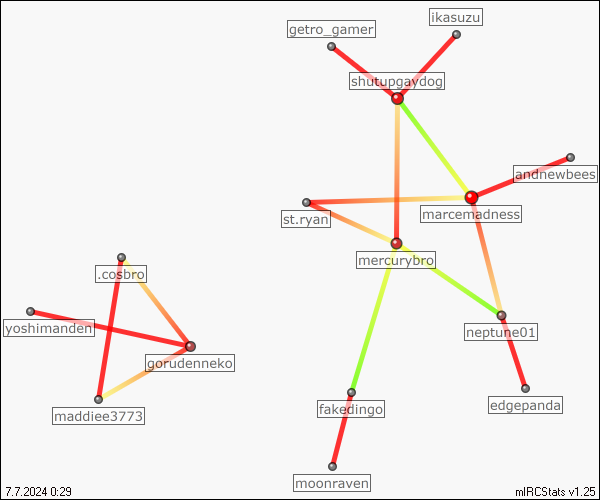 ikasuzu
getro_gamer
shutupgaydog
andnewbees
marcemadness
st.ryan
mercurybro
.cosbro
yoshimanden
neptune01
gorudenneko
edgepanda
fakedingo
maddiee3773
moonraven
7.7.2024 0:29
mIRCStats v1.25